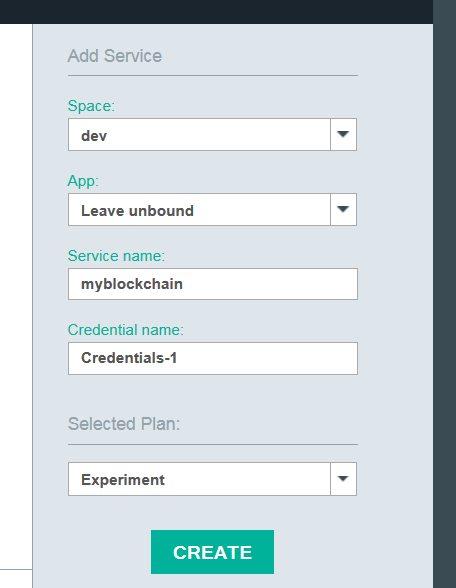 Add Service
Space:
dev
App:
Leave unbound
Service name:
myblockchain
Credential name:
Credentials-1
Selected Plan:
Experiment
CREATE